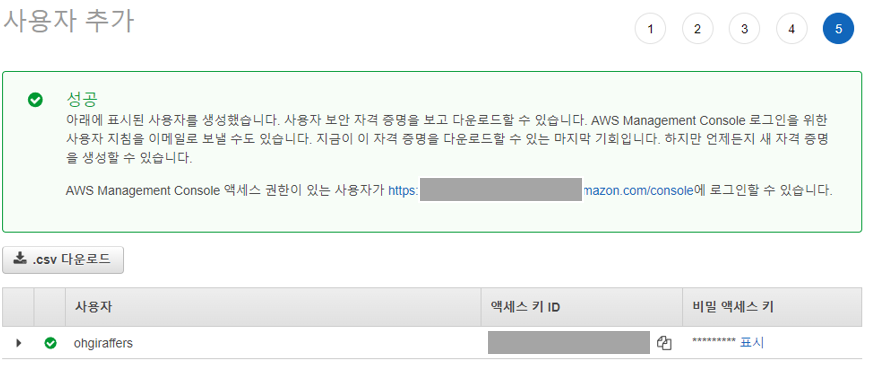 사용자 추가
1 2 3 4 5
성공
아래에 표시된 사용자를 생성했습니다. 사용자 보안 자격 증명을 보고 다운로드할 수 있습니다. AWS Management Console 로그인을 위한
사용자 지침을 이메일로 보낼 수도 있습니다. 지금이 이 자격 증명을 다운로드할 수 있는 마지막 기회입니다. 하지만 언제든지 새 자격 증명
을 생성할 수 있습니다.
AWS Management Console 액세스 권한이 있는 사용자가 https: mazon.com/console에 로그인할 수 있습니다.
.csv 다운로드
사용자 액세스 키 ID 비밀 액세스 키
ohgiraffers ********* 표시